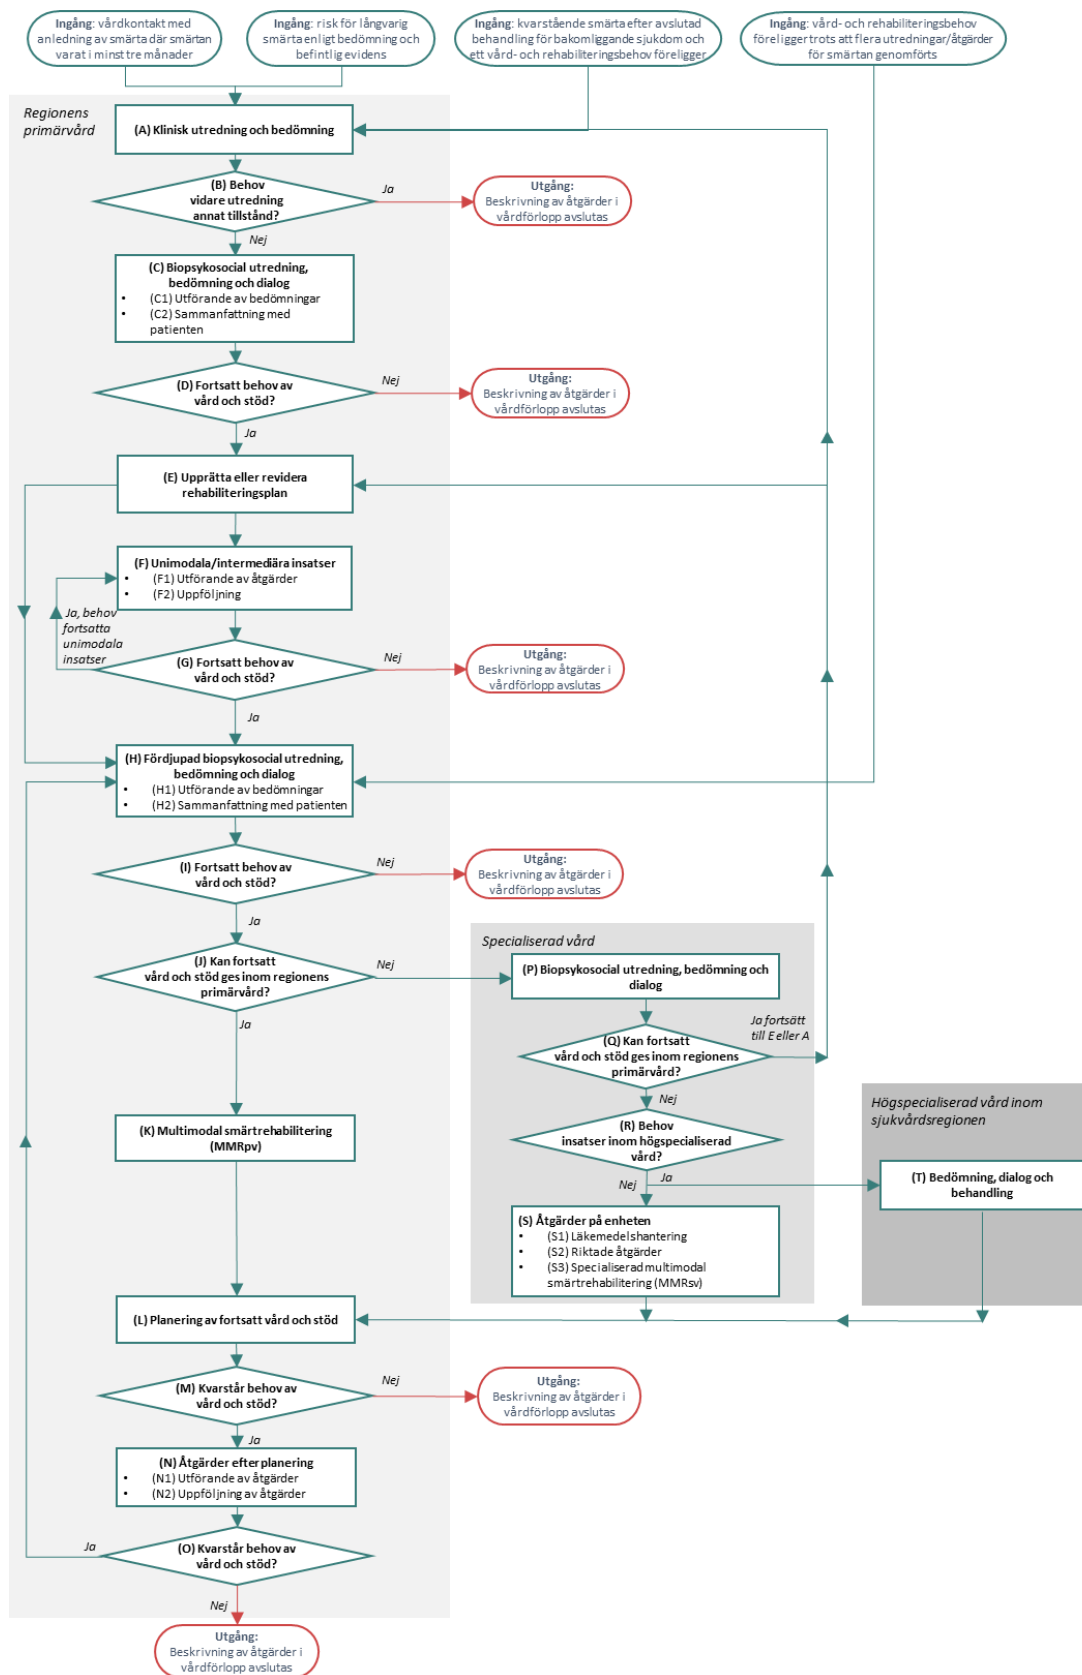 Ingång: vårdkontakt med
anledning av smärta där smärtan
varat i minst tre månader
Ingång: risk för långvarig
smärta enligt bedömning och
befintlig evidens
Ingång: kvarstående smärta efter avslutad
behandling för bakomliggande sjukdom och
ett vård- och rehabiliteringsbehov föreligger
Ingång: vård- och rehabiliteringsbehov
föreligger trots att flera utredningar/åtgärder
för smärtan genomförts
Regionens
primärvård
(A) Klinisk utredning och bedömning
(B) Behov
vidare utredning
annat tillstånd?
Ja
Utgång:
Beskrivning av åtgärder i
vårdförlopp avslutas
Nej
(C) Biopsykosocial utredning,
bedömning och dialog
• (C1) Utförande av bedömningar
• (C2) Sammanfattning med
patienten
(D) Fortsatt behov av
vård och stöd?
Nej
Utgång:
Beskrivning av åtgärder i
vårdförlopp avslutas
Ja
(E) Upprätta eller revidera
rehabiliteringsplan
(F) Unimodala/intermediära insatser
• (F1) Utförande av åtgärder
• (F2) Uppföljning
Ja, behov
fortsatta
unimodala
insatser
(G) Fortsatt behov av
vård och stöd?
Nej
Utgång:
Beskrivning av åtgärder i
vårdförlopp avslutas
Ja
(H) Fördjupad biopsykosocial utredning,
bedömning och dialog
• (H1) Utförande av bedömningar
• (H2) Sammanfattning med patienten
(I) Fortsatt behov av
vård och stöd?
Nej
Utgång:
Beskrivning av åtgärder i
vårdförlopp avslutas
Ja
(J) Kan fortsatt
vård och stöd ges inom regionens
primärvård?
Nej
Ja
Specialiserad vård
(P) Biopsykosocial utredning, bedömning och
dialog
(Q) Kan fortsatt
vård och stöd ges inom regionens
primärvård?
Ja fortsätt
till E eller A
Nej
(R) Behov
insatser inom högspecialiserad
vård?
Nej
Ja
Högspecialiserad vård inom
sjukvårdsregionen
(T) Bedömning, dialog och
behandling
(K) Multimodal smärtrehabilitering
(MMRpv)
(S) Åtgärder på enheten
• (S1) Läkemedelshantering
• (S2) Riktade åtgärder
• (S3) Specialiserad multimodal
smärtrehabilitering (MMRsv)
(L) Planering av fortsatt vård och stöd
(M) Kvarstår behov av
vård och stöd?
Nej
Utgång:
Beskrivning av åtgärder i
vårdförlopp avslutas
Ja
(N) Åtgärder efter planering
• (N1) Utförande av åtgärder
• (N2) Uppföljning av åtgärder
(O) Kvarstår behov av
vård och stöd?
Ja
Nej
Utgång:
Beskrivning av åtgärder i
vårdförlopp avslutas